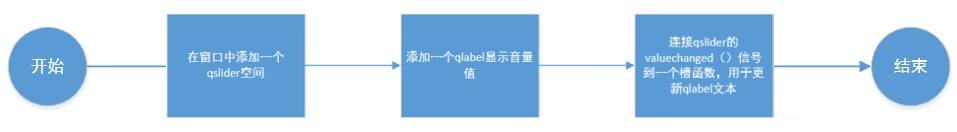 开始
在窗口中添加一个
qslider空间
添加一个qlabel显示音量
值
连接qslider的
valuechanged（）信号
到一个槽函数，用于更
新qlabel文本
结束